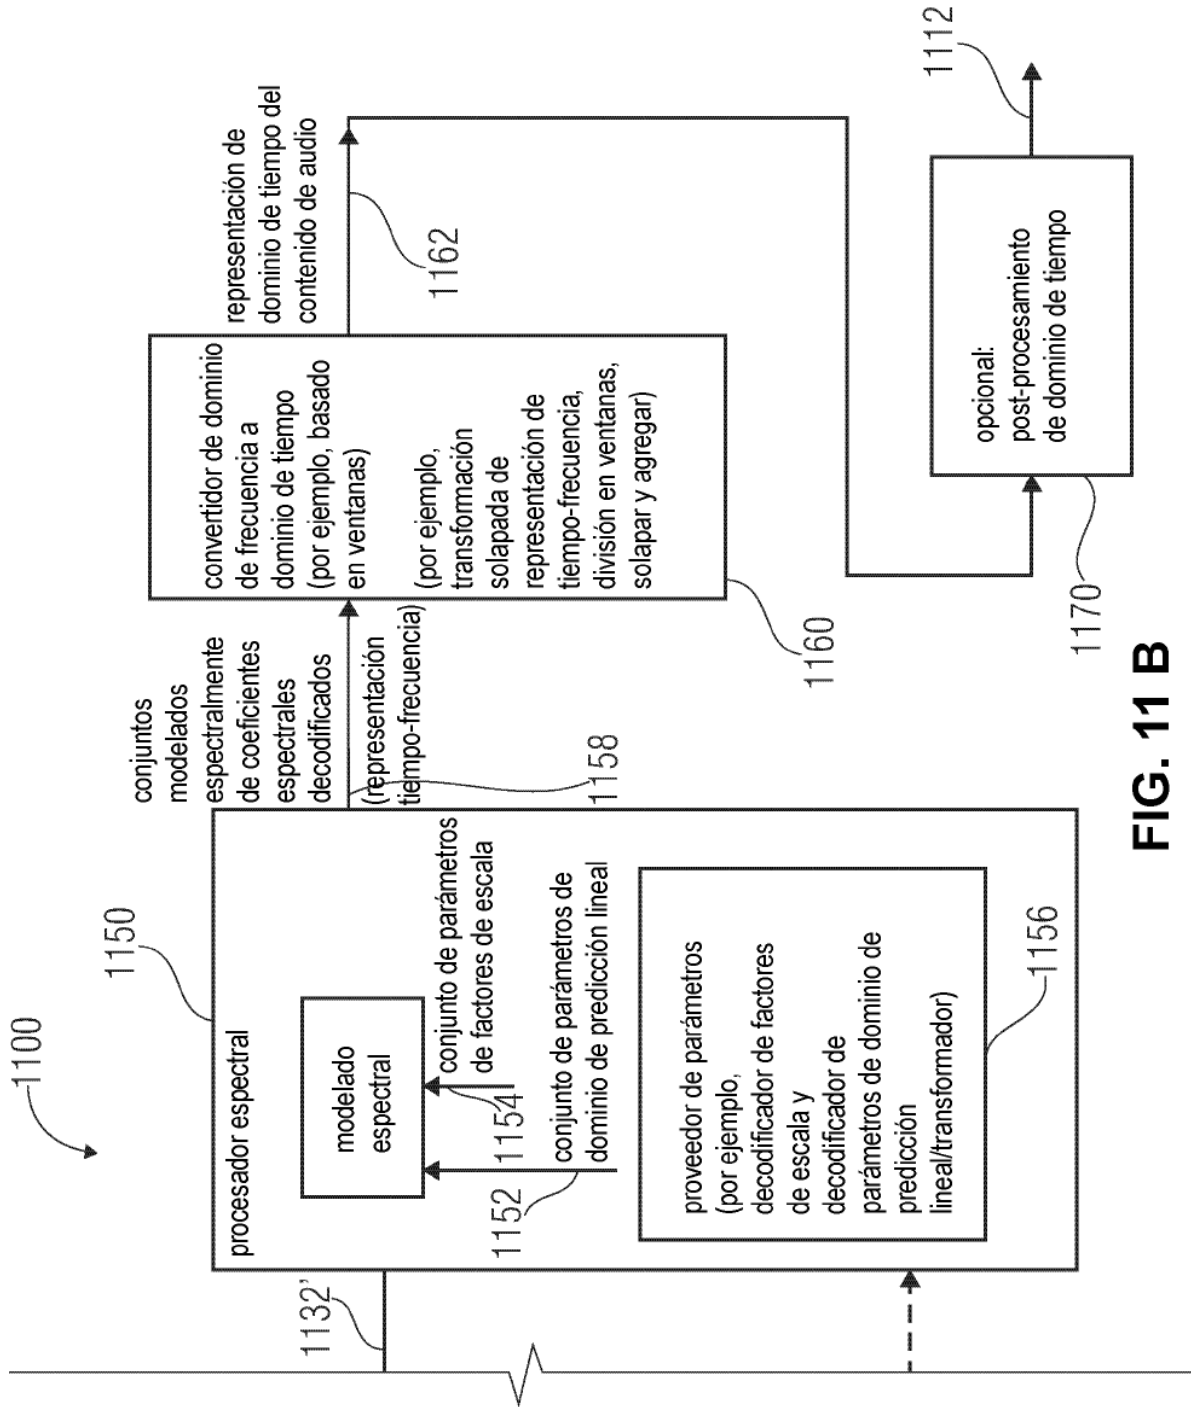 1100
1150
procesador espectral
modelado
espectral
1154
conjunto de parámetros
de factores de escala
1152
conjunto de parámetros de
dominio de predicción lineal
proveedor de parámetros
(por ejemplo,
decodificador de factores
de escala y
decodificador de
parámetros de dominio de
predicción
lineal/transformador)
1156
1132'
conjuntos
modelados
espectralmente
de coeficientes
espectrales
decodificados
(representación
tiempo-frecuencia)
1158
convertidor de dominio
de frecuencia a
dominio de tiempo
(por ejemplo, basado
en ventanas)
(por ejemplo,
transformación
solapada de
representación de
tiempo-frecuencia,
división en ventanas,
solapar y agregar)
1160
representación de
dominio de tiempo del
contenido de audio
1162
opcional:
post-procesamiento
de dominio de tiempo
1170
1112
FIG. 11 B